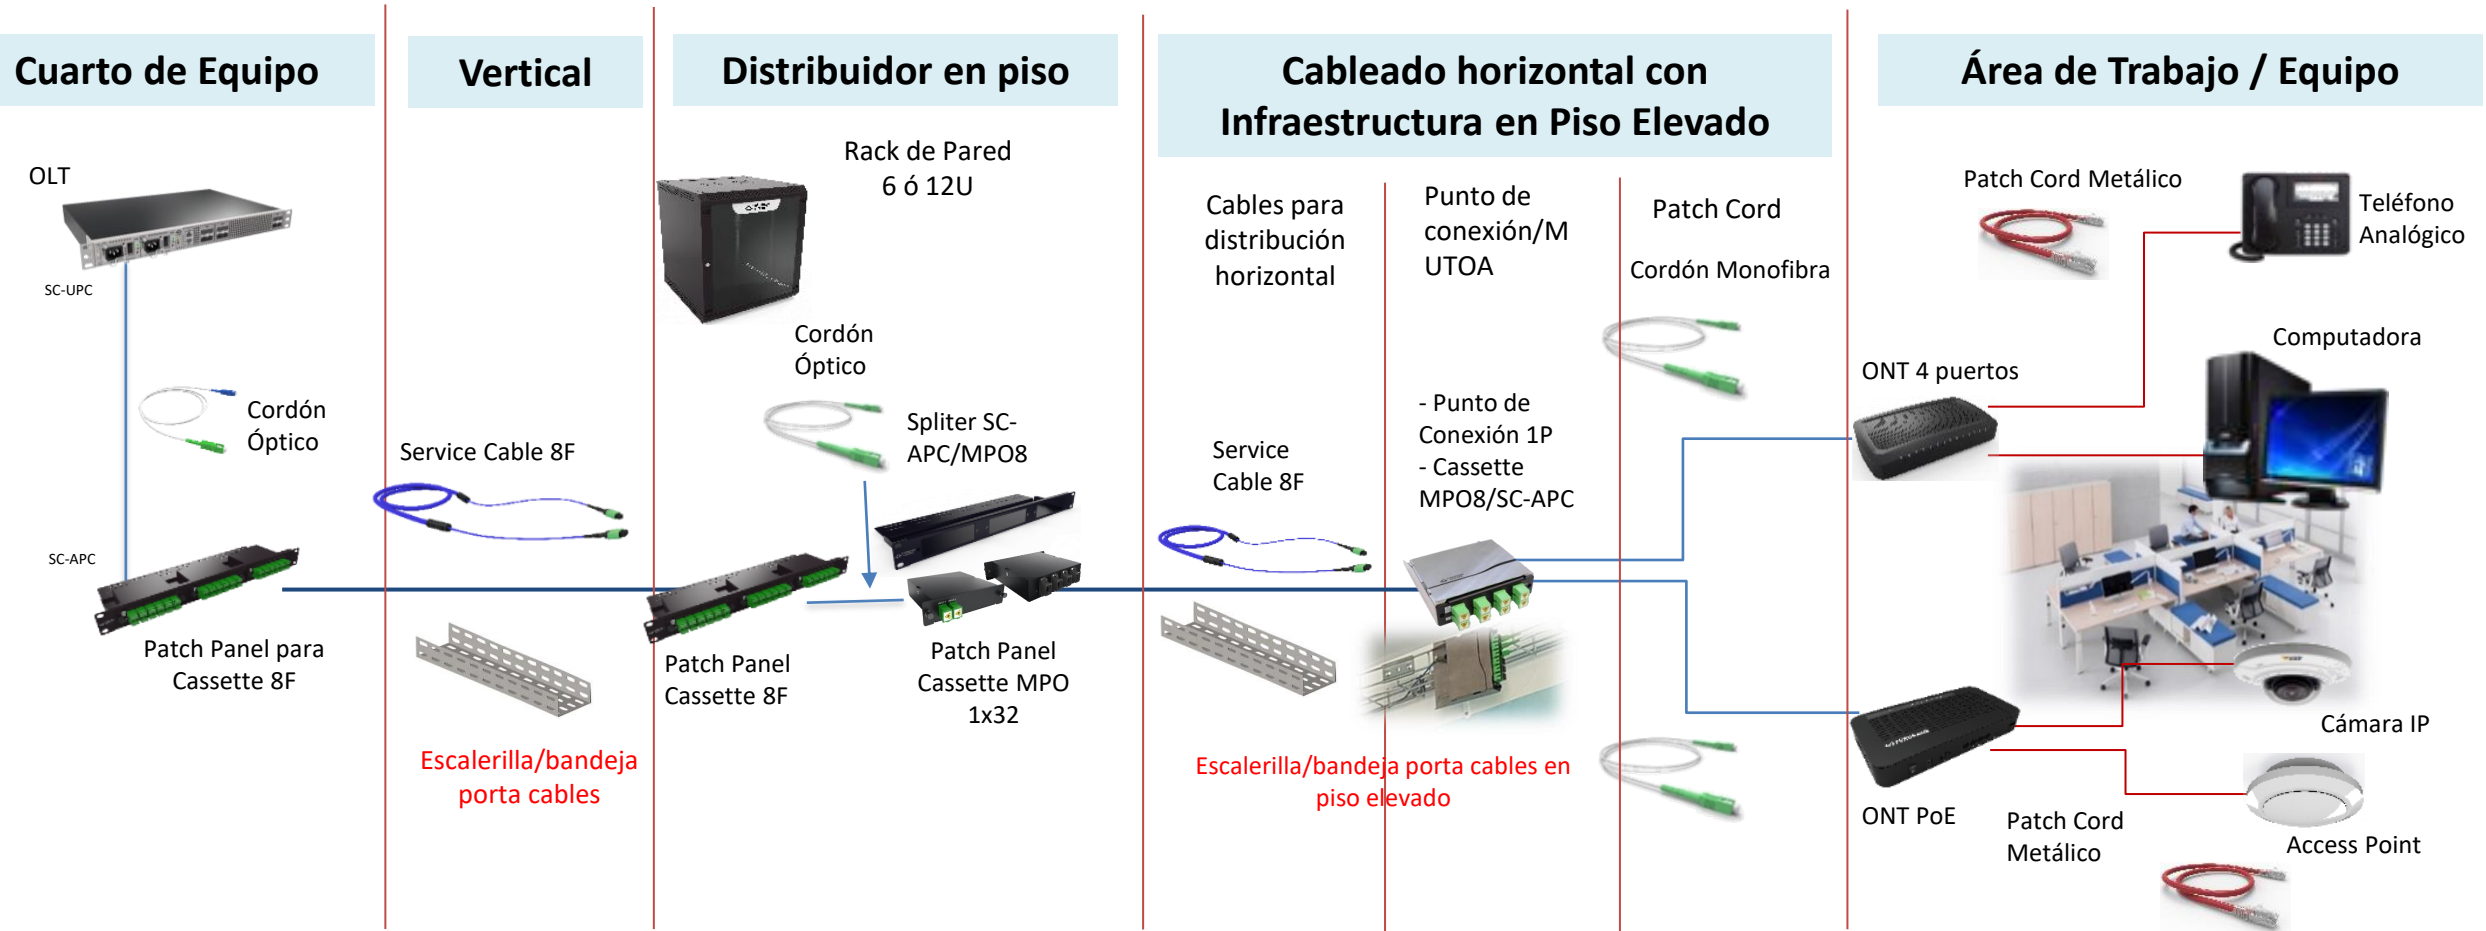 Cuarto de Equipo
Vertical
Distribuidor en piso
Cableado horizontal con
Infraestructura en Piso Elevado
Área de Trabajo / Equipo
OLT
SC-UPC
Cordón
Óptico
SC-APC
Patch Panel para
Cassette 8F
Service Cable 8F
Escalerilla/bandeja
porta cables
Rack de Pared
6 ó 12U
Cordón
Óptico
Spliter SC-
APC/MPO8
Patch Panel
Cassette 8F
Patch Panel
Cassette MPO
1x32
Cables para
distribución
horizontal
Service
Cable 8F
Punto de
conexión/M
UTOA
- Punto de
Conexión 1P
- Cassette
MPO8/SC-APC
Escalerilla/bandeja porta cables en
piso elevado
Patch Cord
Cordón Monofibra
Patch Cord Metálico
Teléfono
Analógico
Computadora
ONT 4 puertos
Cámara IP
ONT PoE
Patch Cord
Metálico
Access Point